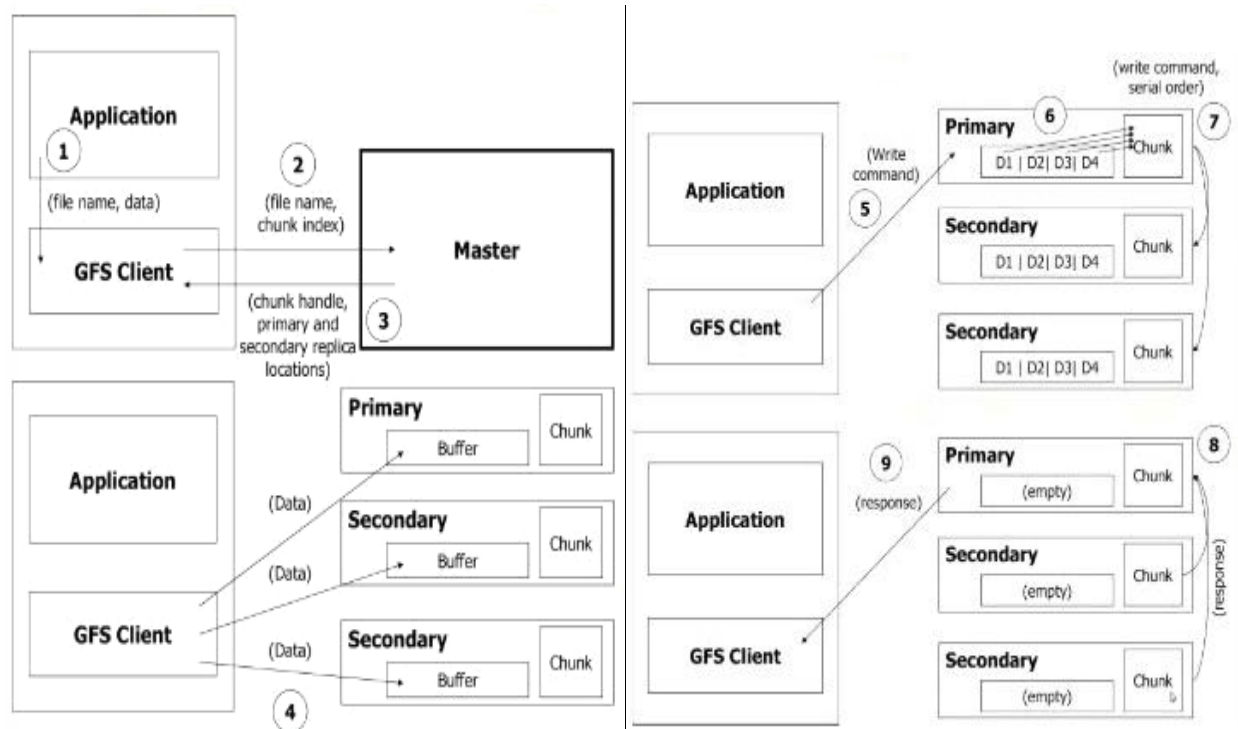 Application
1
(file name, data)
GFS Client
2
(file name,
chunk index)
Master
(chunk handle,
primary and
secondary replica
locations)
3
Application
GFS Client
(Data)
(Data)
(Data)
4
Primary
Buffer
Chunk
Secondary
Buffer
Chunk
Secondary
Buffer
Chunk
Application
GFS Client
(Write
command)
5
(write command,
serial order)
6
7
Primary
D1 | D2| D3| D4
Chunk
Secondary
D1 | D2| D3| D4
Chunk
Secondary
D1 | D2| D3| D4
Chunk
Application
GFS Client
9
(response)
8
Primary
(empty)
Chunk
Secondary
(empty)
Chunk
Secondary
(empty)
Chunk
(response)